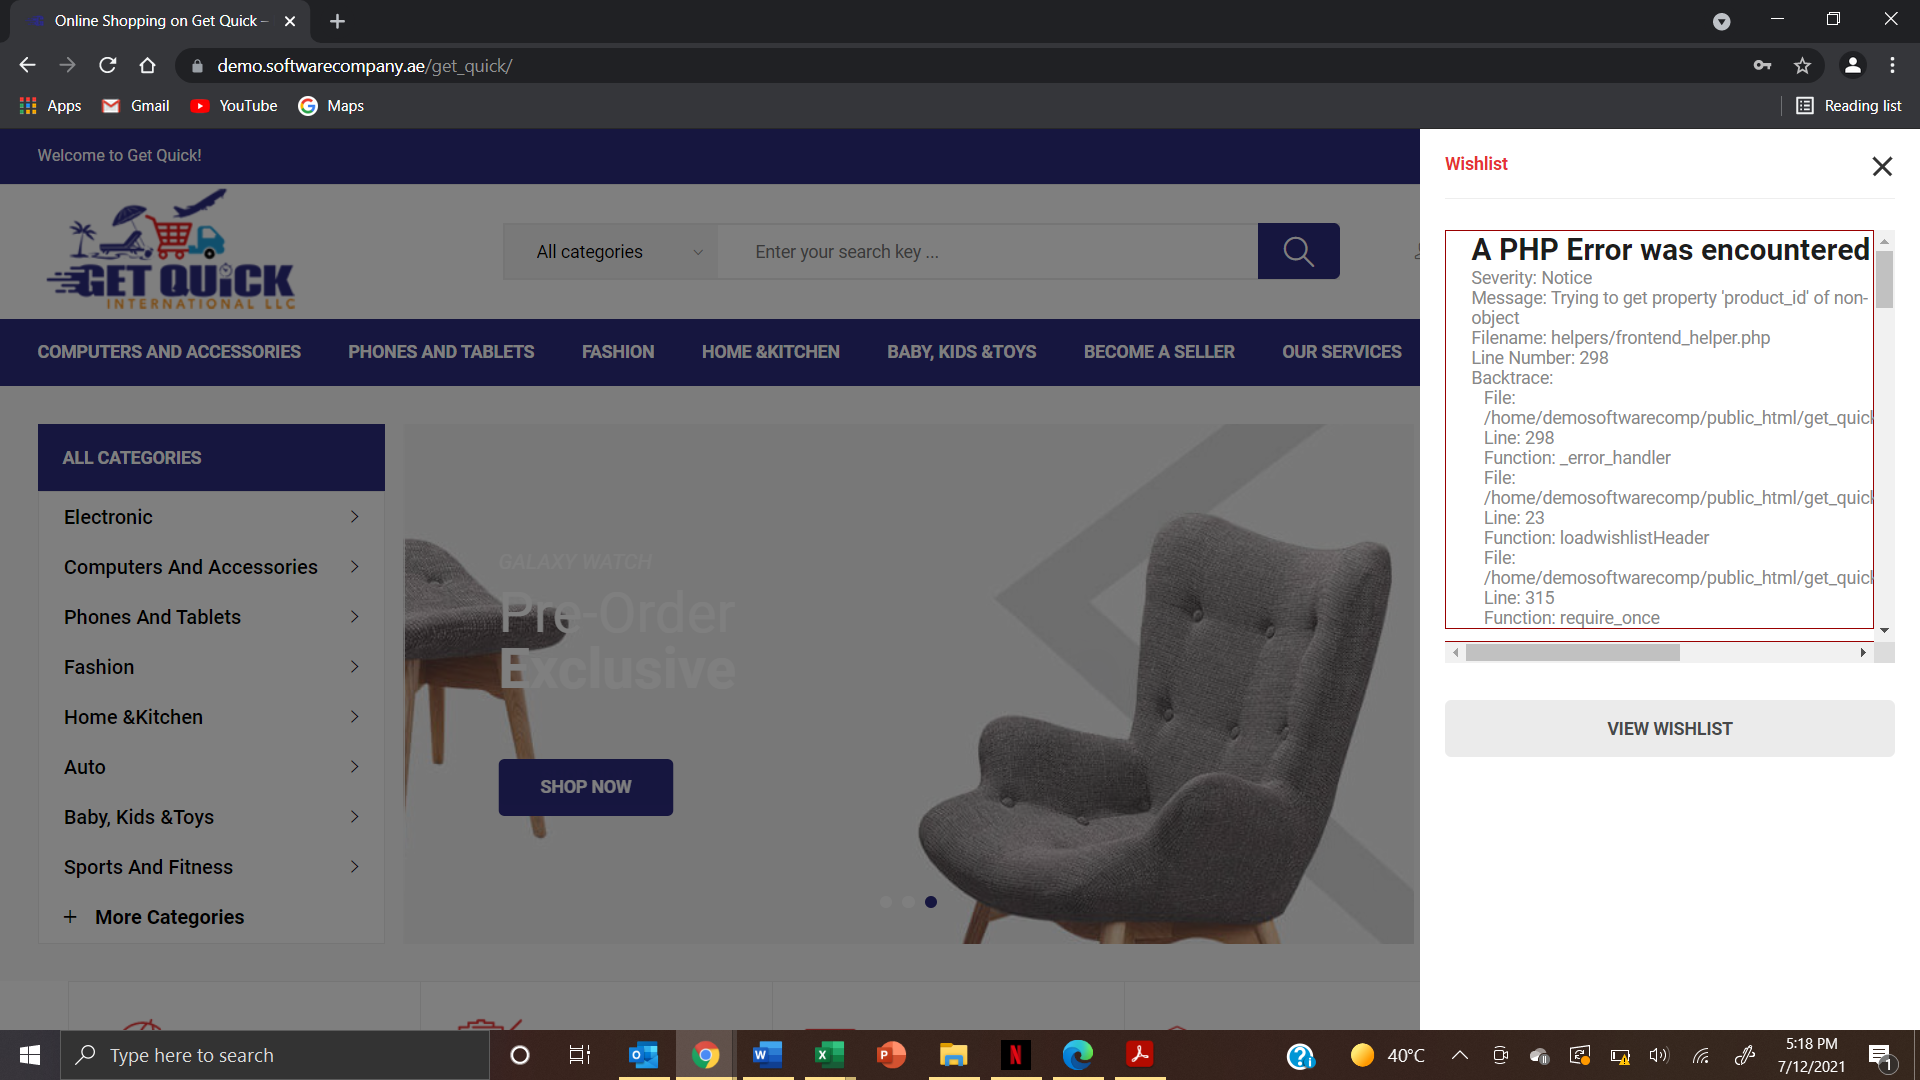 Online Shopping on Get Quick –
demo.softwarecompany.ae/get_quick/
Apps
Gmail
YouTube
Maps
Reading list
Welcome to Get Quick!
GET QUICK
INTERNATIONAL LLC
All categories
Enter your search key ...
COMPUTERS AND ACCESSORIES
PHONES AND TABLETS
FASHION
HOME &KITCHEN
BABY, KIDS &TOYS
BECOME A SELLER
OUR SERVICES
ALL CATEGORIES
Electronic
Computers And Accessories
Phones And Tablets
Fashion
Home &Kitchen
Auto
Baby, Kids &Toys
Sports And Fitness
+ More Categories
GALAXY WATCH
Pre-Order
Exclusive
SHOP NOW
Wishlist
A PHP Error was encountered
Severity: Notice
Message: Trying to get property 'product_id' of non-
object
Filename: helpers/frontend_helper.php
Line Number: 298
Backtrace:
File:
/home/demosoftwarecomp/public_html/get_quick
Line: 298
Function: _error_handler
File:
/home/demosoftwarecomp/public_html/get_quick
Line: 23
Function: loadwishlistHeader
File:
/home/demosoftwarecomp/public_html/get_quick
Line: 315
Function: require_once
VIEW WISHLIST
Type here to search
40°C
5:18 PM
7/12/2021
1